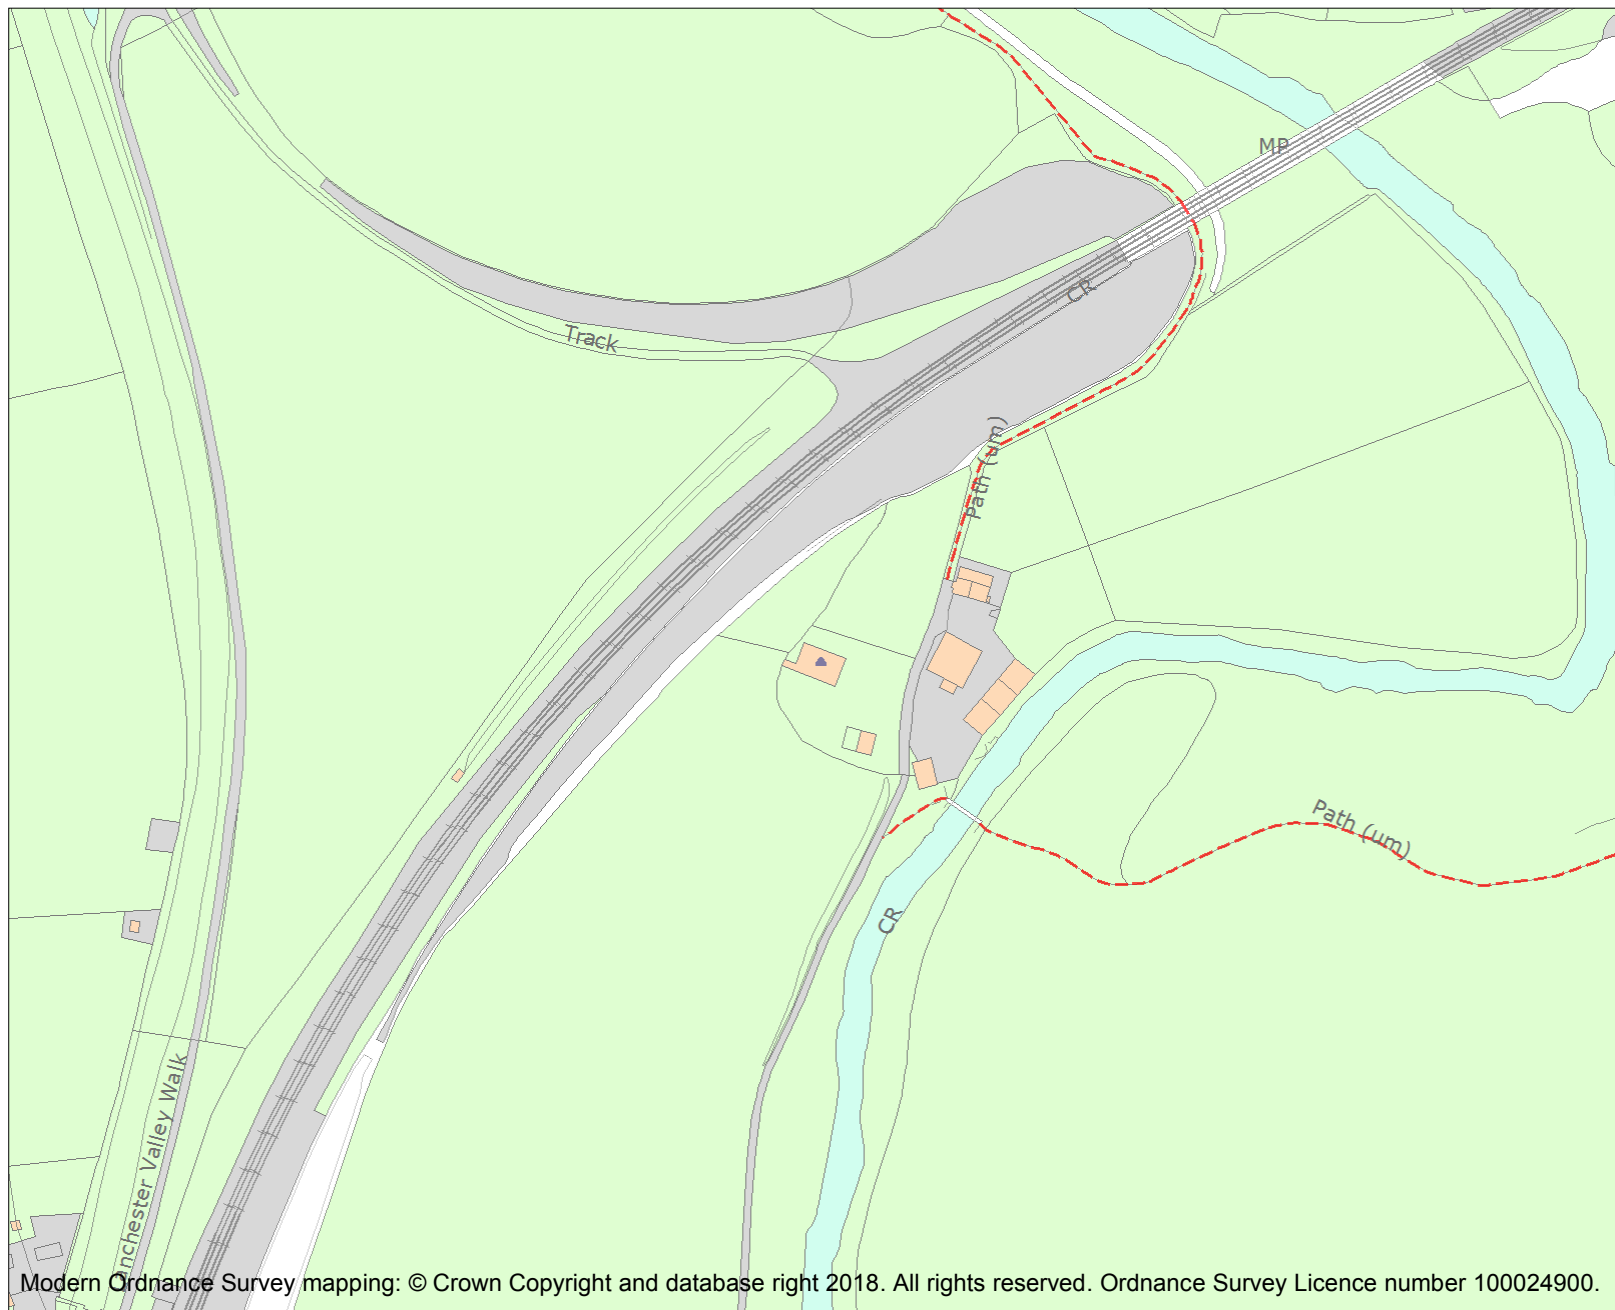 MP
CR
Track
Path (um)
Path (um)
CR
anchester Valley Walk
Modern Ordnance Survey mapping: © Crown Copyright and database right 2018. All rights reserved. Ordnance Survey Licence number 100024900.